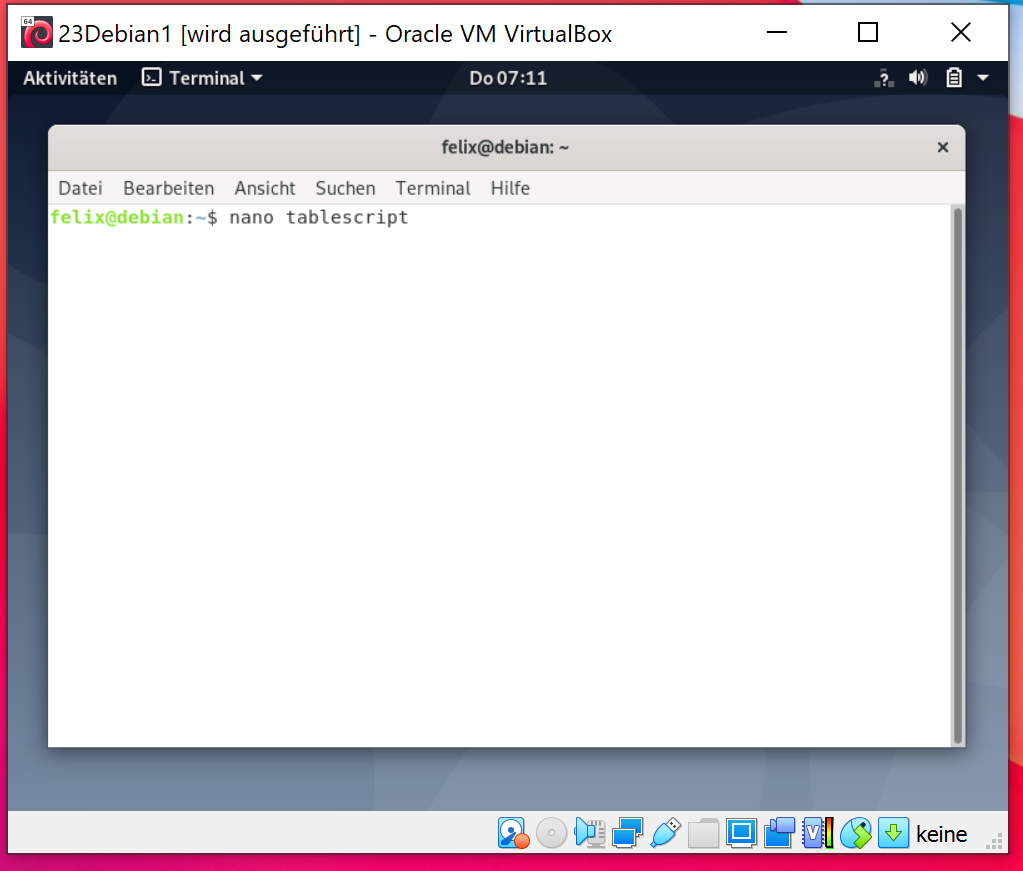 64
23Debian1 [wird ausgeführt] - Oracle VM VirtualBox
Aktivitäten Terminal Do 07:11 ?
felix@debian: ~
Datei Bearbeiten Ansicht Suchen Terminal Hilfe
felix@debian:~$ nano tablescript
V keine